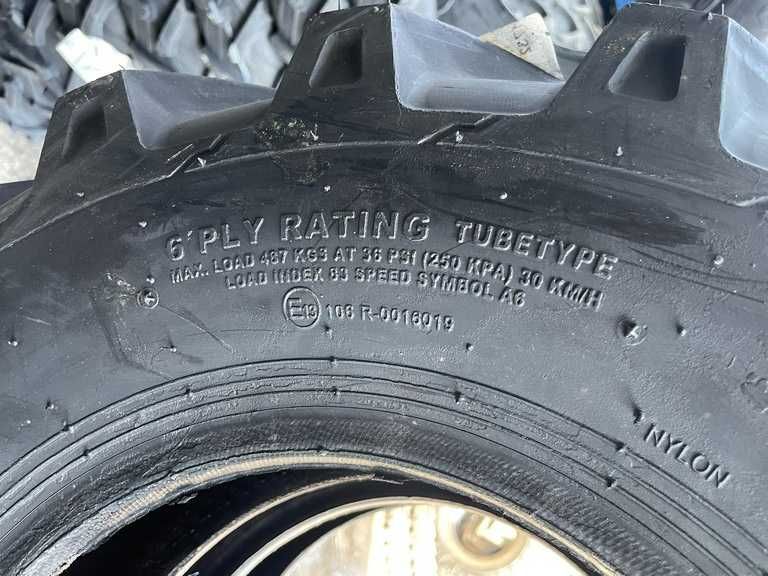 6 PLY RATING TUBETYPE
MAX. LOAD 487 KGS AT 36 PSI (250 KPA) 30 KM/H
LOAD INDEX 83 SPEED SYMBOL A6
E13 106 R-0016019
NYLON